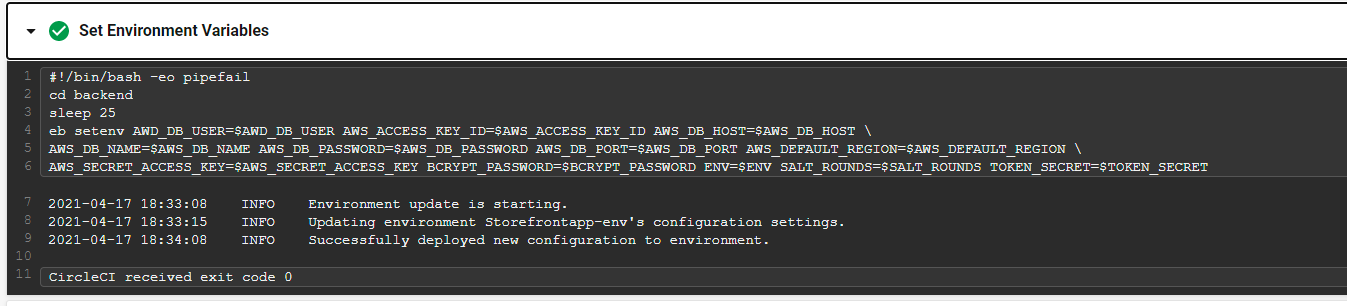 Set Environment Variables
1 #!/bin/bash -eo pipefail
2 cd backend
3 sleep 25
4 eb setenv AWD_DB_USER=$AWD_DB_USER AWS_ACCESS_KEY_ID=$AWS_ACCESS_KEY_ID AWS_DB_HOST=$AWS_DB_HOST \
5 AWS_DB_NAME=$AWS_DB_NAME AWS_DB_PASSWORD=$AWS_DB_PASSWORD AWS_DB_PORT=$AWS_DB_PORT AWS_DEFAULT_REGION=$AWS_DEFAULT_REGION \
6 AWS_SECRET_ACCESS_KEY=$AWS_SECRET_ACCESS_KEY BCRYPT_PASSWORD=$BCRYPT_PASSWORD ENV=$ENV SALT_ROUNDS=$SALT_ROUNDS TOKEN_SECRET=$TOKEN_SECRET
7 2021-04-17 18:33:08 INFO Environment update is starting.
8 2021-04-17 18:33:15 INFO Updating environment Storefrontapp-env's configuration settings.
9 2021-04-17 18:34:08 INFO Successfully deployed new configuration to environment.
10
11 CircleCI received exit code 0